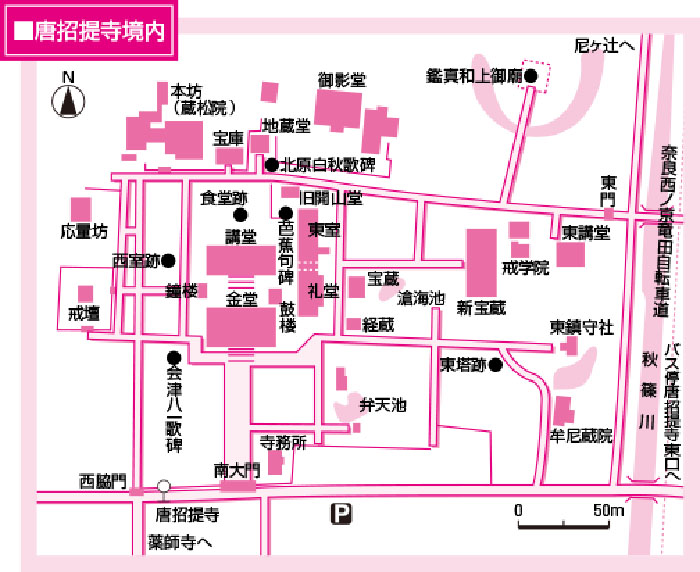 ■唐招提寺境内
尼ヶ辻へ
N
本坊
（蔵松院）
御影堂
鑑真和上御廟
宝庫
地蔵堂
北原白秋歌碑
奈良西ノ京竜田自転車道
東門
食堂跡
旧開山堂
応量坊
講堂
芭蕉句碑
東室
東講堂
西室跡
戒学院
鐘楼
金堂
鼓楼
礼堂
宝蔵
滄海池
新宝蔵
戒壇
経蔵
東鎮守社
東塔跡
秋篠川
バス停唐招提寺東口へ
会津八一歌碑
弁天池
牟尼蔵院
寺務所
南大門
西脇門
唐招提寺
P
0 50m
薬師寺へ